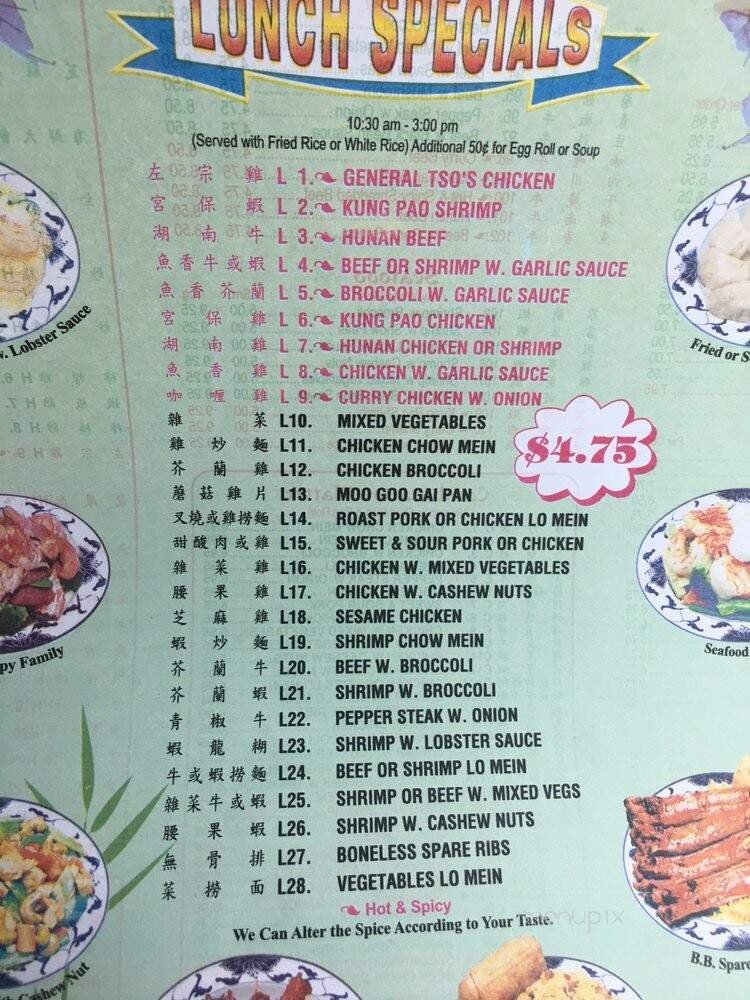 LUNCH SPECIALS
10:30 am - 3:00 pm
(Served with Fried Rice or White Rice) Additional 50¢ for Egg Roll or Soup
左宗雞 L 1. GENERAL TSO'S CHICKEN
宮保蝦 L 2. KUNG PAO SHRIMP
湖南牛 L 3. HUNAN BEEF
魚香牛或蝦 L 4. BEEF OR SHRIMP W. GARLIC SAUCE
魚香芥蘭 L 5. BROCCOLI W. GARLIC SAUCE
宮保雞 L 6. KUNG PAO CHICKEN
湖南雞 L 7. HUNAN CHICKEN OR SHRIMP
魚香雞 L 8. CHICKEN W. GARLIC SAUCE
咖喱雞 L 9. CURRY CHICKEN W. ONION
雜菜 L10. MIXED VEGETABLES
雞炒麵 L11. CHICKEN CHOW MEIN
$4.75
芥蘭雞 L12. CHICKEN BROCCOLI
蘑菇雞片 L13. MOO GOO GAI PAN
叉燒或雞撈麵 L14. ROAST PORK OR CHICKEN LO MEIN
甜酸肉或雞 L15. SWEET & SOUR PORK OR CHICKEN
雜菜雞 L16. CHICKEN W. MIXED VEGETABLES
腰果雞 L17. CHICKEN W. CASHEW NUTS
芝麻雞 L18. SESAME CHICKEN
蝦炒麵 L19. SHRIMP CHOW MEIN
芥蘭牛 L20. BEEF W. BROCCOLI
芥蘭蝦 L21. SHRIMP W. BROCCOLI
青椒牛 L22. PEPPER STEAK W. ONION
蝦龍糊 L23. SHRIMP W. LOBSTER SAUCE
牛或蝦撈麵 L24. BEEF OR SHRIMP LO MEIN
雜菜牛或蝦 L25. SHRIMP OR BEEF W. MIXED VEGS
腰果蝦 L26. SHRIMP W. CASHEW NUTS
無骨排 L27. BONELESS SPARE RIBS
菜撈面 L28. VEGETABLES LO MEIN
Hot & Spicy
We Can Alter the Spice According to Your Taste.
w. Lobster Sauce
py Family
Cashew Nut
Fried or S
Seafood
B.B. Spare
menupix